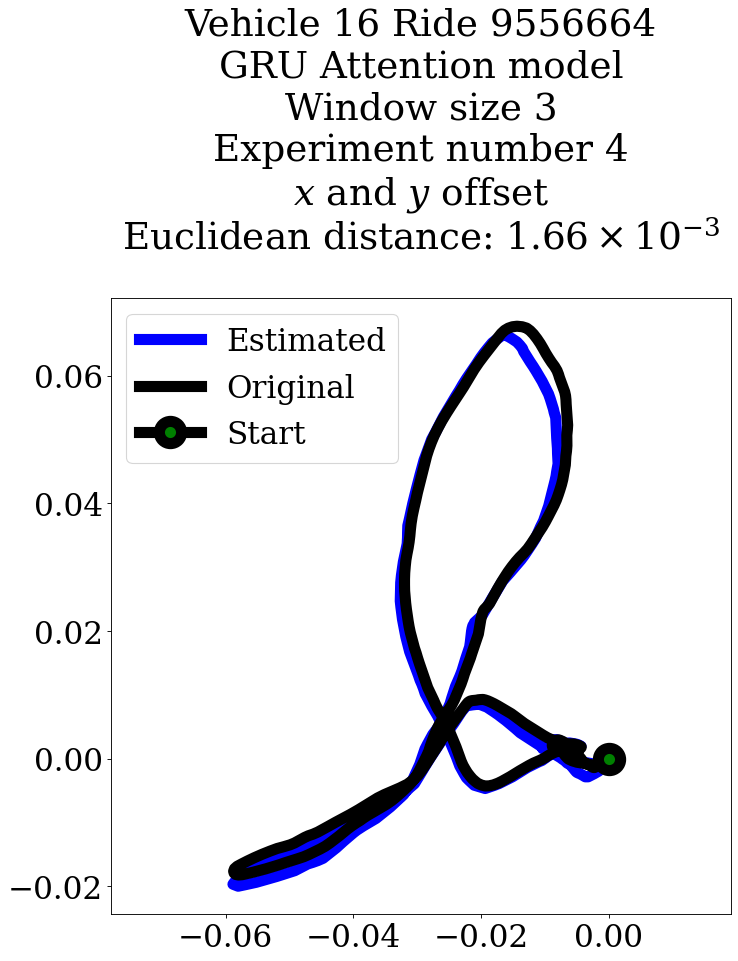 Vehicle 16 Ride 9556664
GRU Attention model
Window size 3
Experiment number 4
x and y offset
Euclidean distance: 1.66 × 10⁻³
Estimated
Original
Start
0.06
0.04
0.02
0.00
−0.02
−0.06 −0.04 −0.02 0.00